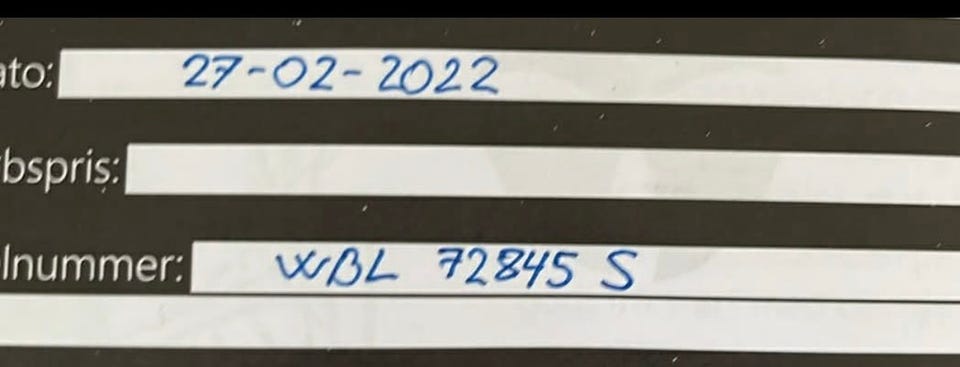 ato: 27-02-2022
bspris:
lnummer: WBL 72845 S